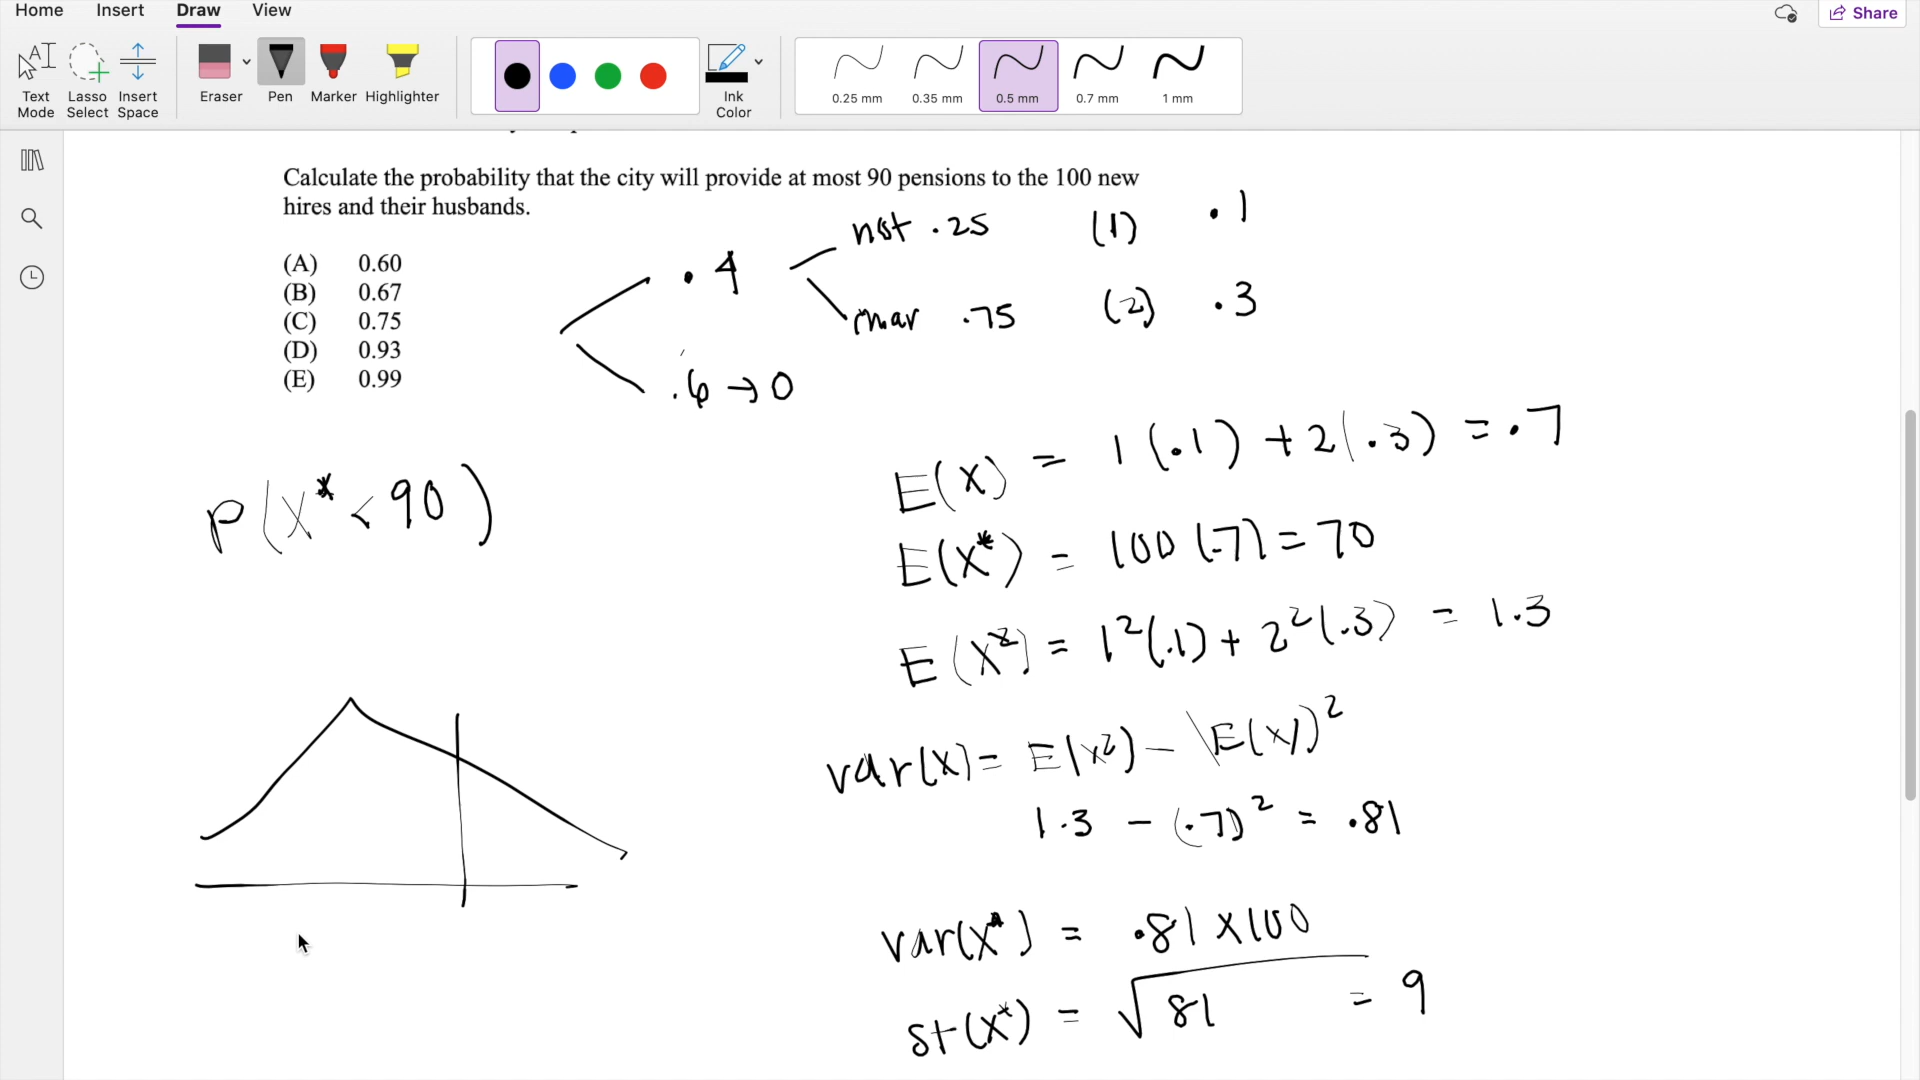 Home Insert Draw View
Share
Text Mode
Lasso Select
Insert Space
Eraser
Pen
Marker
Highlighter
Ink Color
0.25 mm
0.35 mm
0.5 mm
0.7 mm
1 mm
Calculate the probability that the city will provide at most 90 pensions to the 100 new
hires and their husbands.
(A) 0.60
(B) 0.67
(C) 0.75
(D) 0.93
(E) 0.99
.4
not .25 (1) .1
mar .75 (2) .3
.6 → 0
P(X* < 90)
E(X) = 1(.1) + 2(.3) = .7
E(X*) = 100(.7) = 70
E(X²) = 1²(.1) + 2²(.3) = 1.3
var(X) = E(X²) – E(X)²
1.3 – (.7)² = .81
var(X*) = .81 × 100
st(X*) = √81 = 9